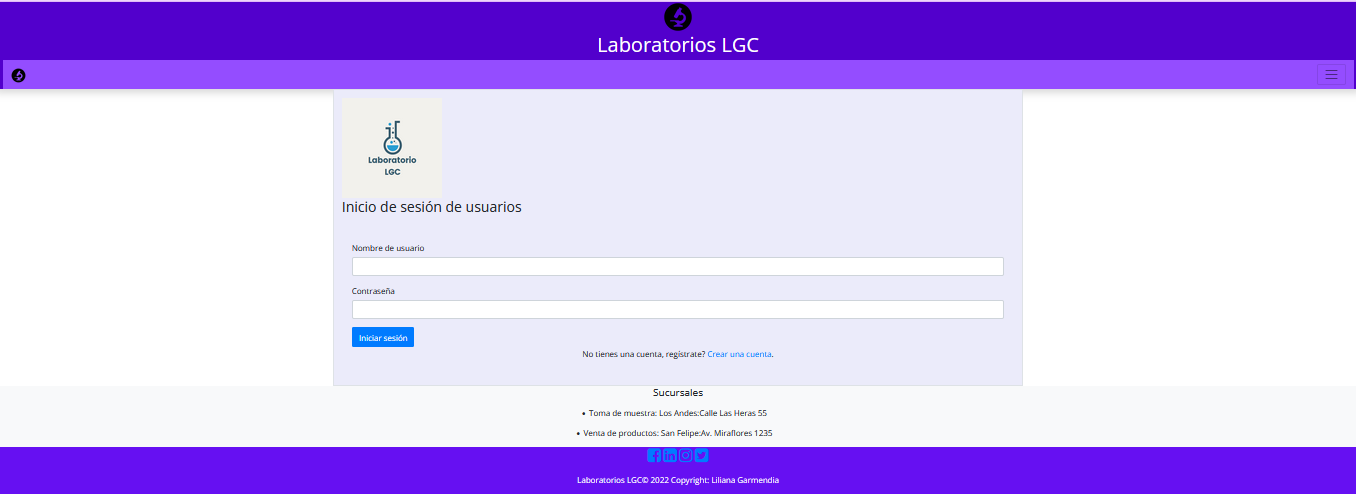 Laboratorios LGC
Laboratorio
LGC
Inicio de sesión de usuarios
Nombre de usuario
Contraseña
Iniciar sesión
No tienes una cuenta, regístrate? Crear una cuenta.
Sucursales
• Toma de muestra: Los Andes:Calle Las Heras 55
• Venta de productos: San Felipe:Av. Miraflores 1235
Laboratorios LGC© 2022 Copyright: Liliana Garmendia